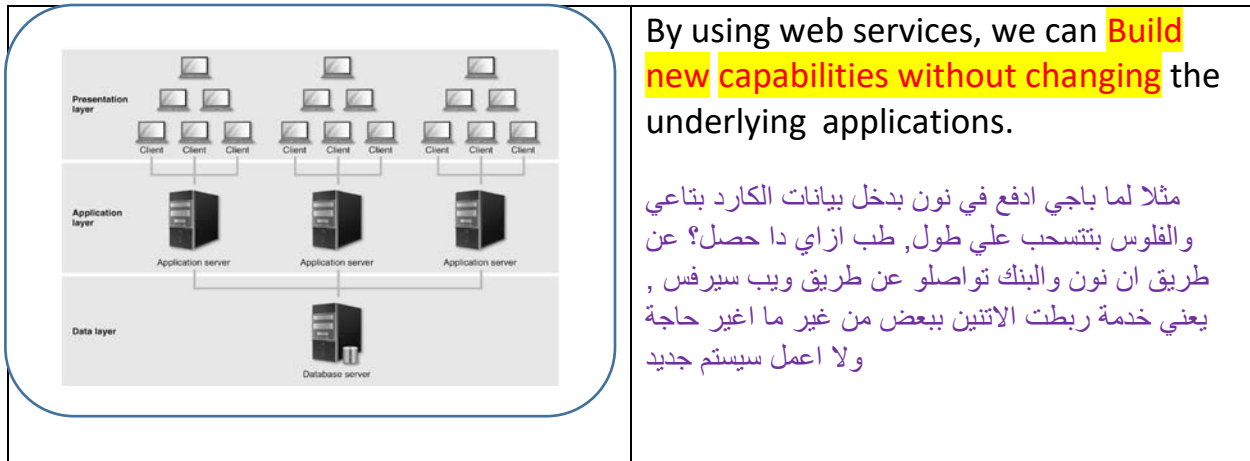 Presentation
layer
Client Client Client Client Client Client Client Client Client
Application
layer
Application server Application server Application server
Data layer
Database server
By using web services, we can Build
new capabilities without changing the
underlying applications.
مثلا لما باجي ادفع في نون بدخل بيانات الكارد بتاعي
والفلوس بتتسحب علي طول, طب ازاي دا حصل؟ عن
طريق ان نون والبنك تواصلو عن طريق ويب سيرفس ,
يعني خدمة ربطت الاتنين ببعض من غير ما اغير حاجة
ولا اعمل سيستم جديد